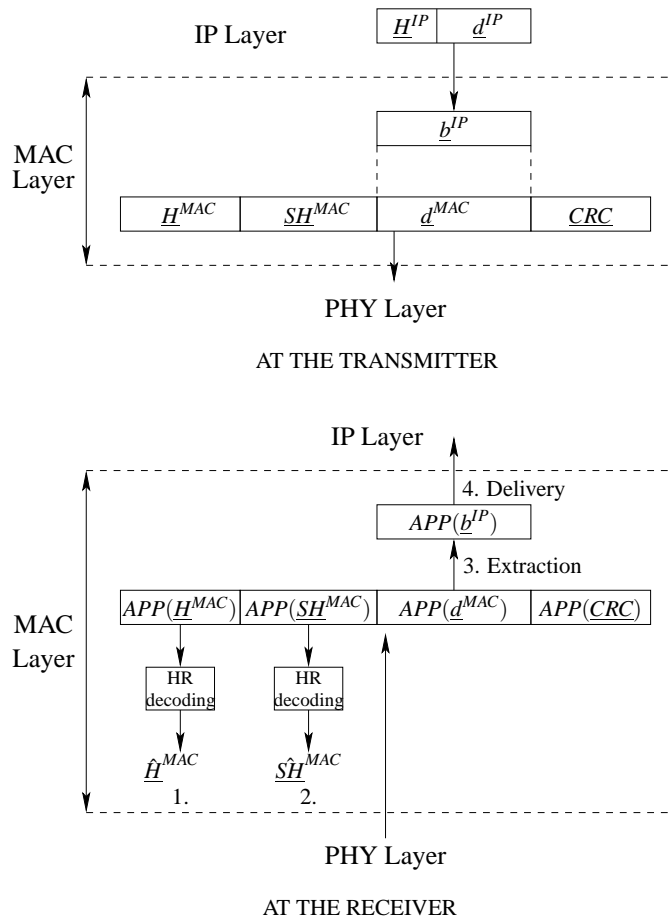 IP Layer
H^IP d^IP
b^IP
MAC
Layer
H^MAC SH^MAC d^MAC CRC
PHY Layer
AT THE TRANSMITTER
IP Layer
4. Delivery
APP(b^IP)
3. Extraction
APP(H^MAC) APP(SH^MAC) APP(d^MAC) APP(CRC)
MAC
Layer
HR
decoding
HR
decoding
Ĥ^MAC
SĤ^MAC
1.
2.
PHY Layer
AT THE RECEIVER